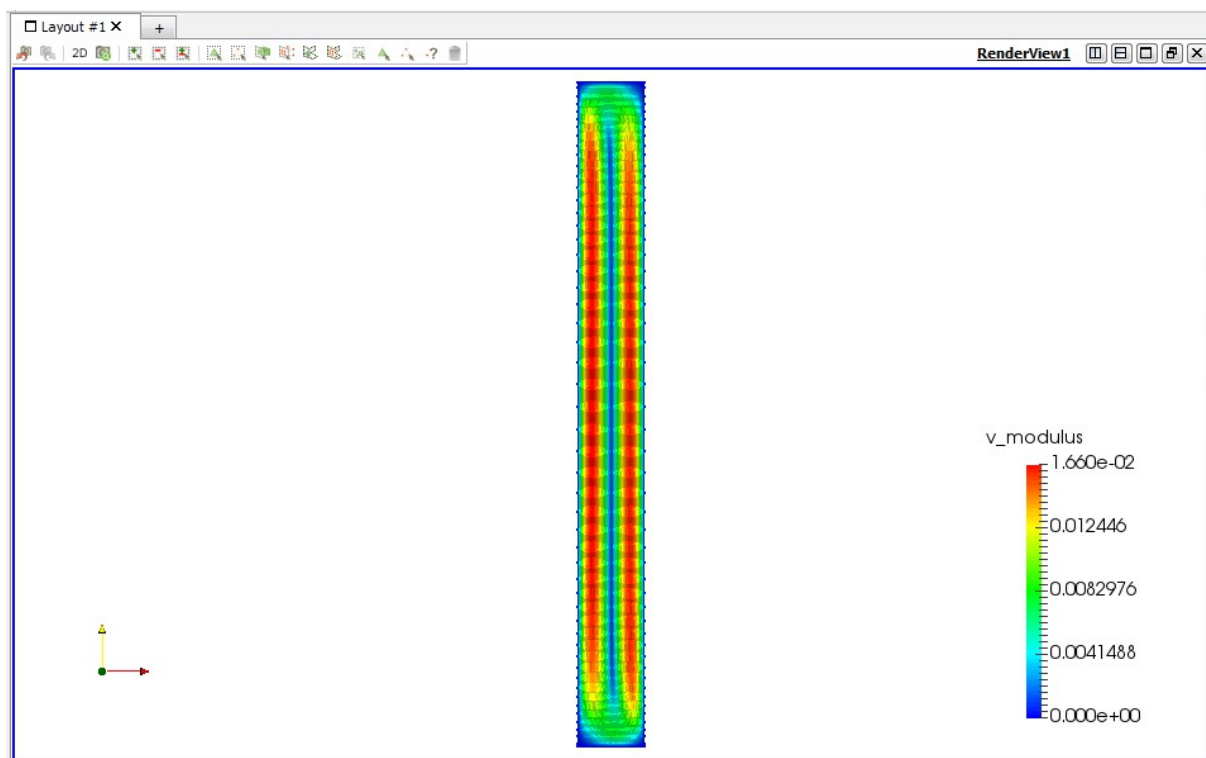 Layout #1
+
2D
?
RenderView1
v_modulus
1.660e-02
0.012446
0.0082976
0.0041488
0.000e+00